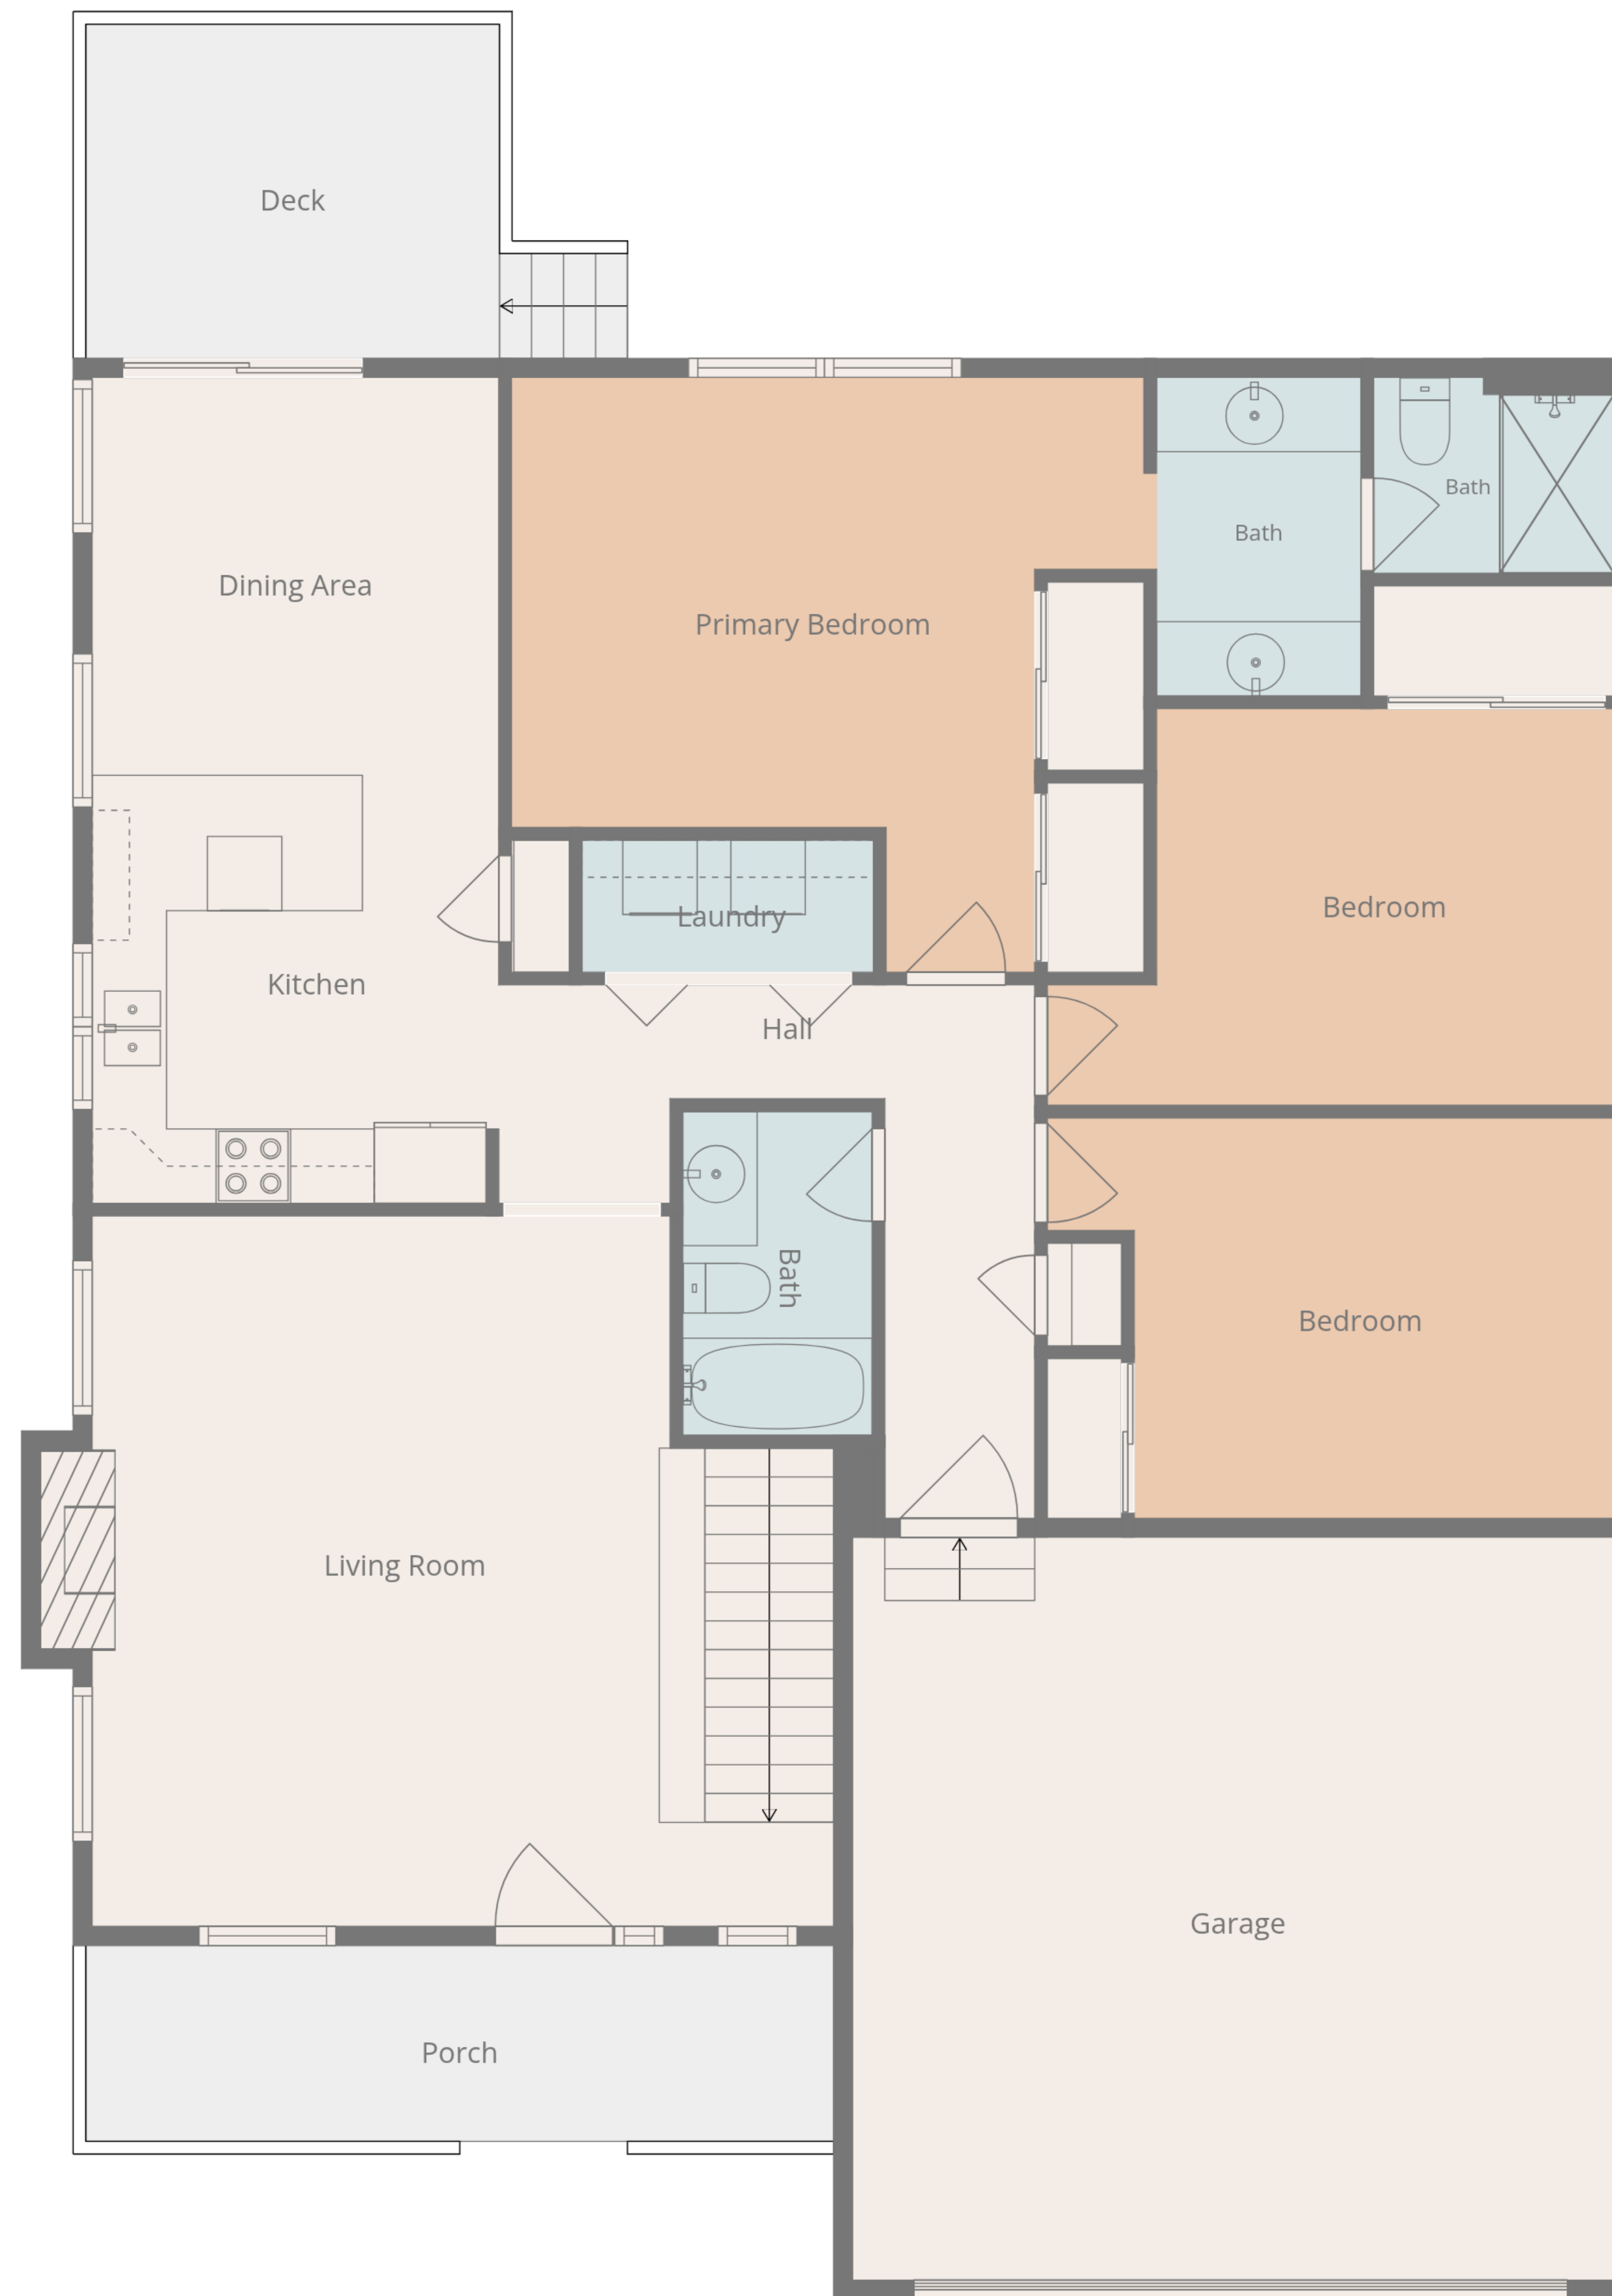 Deck
Bath
Bath
Dining Area
Primary Bedroom
Bedroom
Laundry
Kitchen
Hall
Bath
Bedroom
Living Room
Garage
Porch